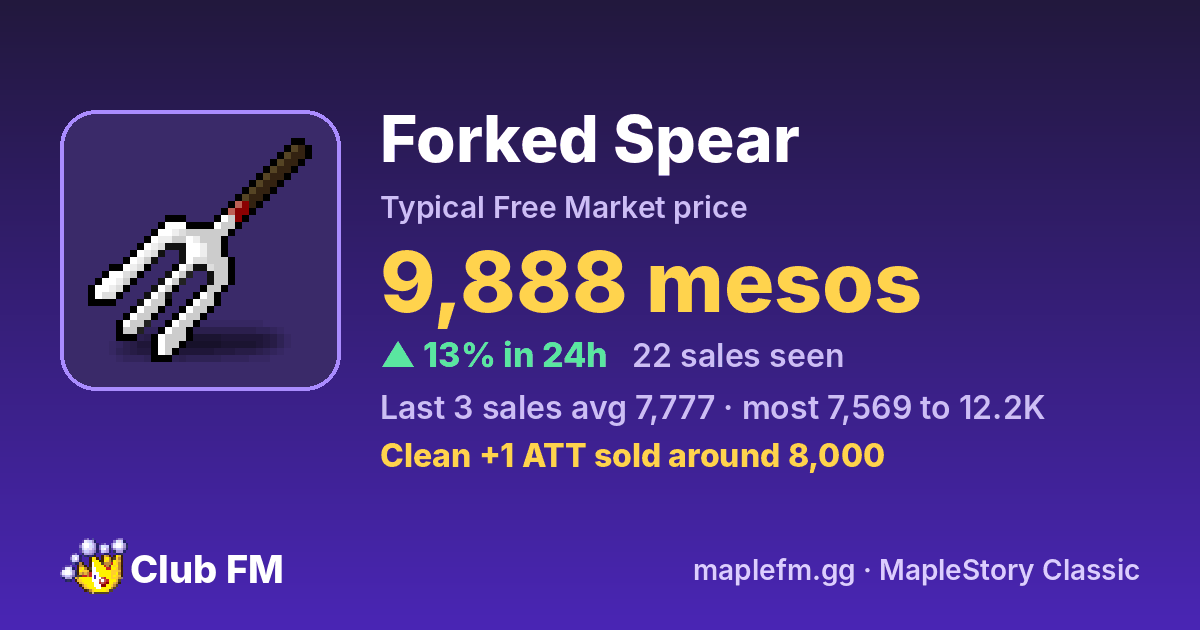 Forked Spear
Typical Free Market price
9,888 mesos
▲ 13% in 24h 22 sales seen
Last 3 sales avg 7,777 · most 7,569 to 12.2K
Clean +1 ATT sold around 8,000
Club FM
maplefm.gg · MapleStory Classic